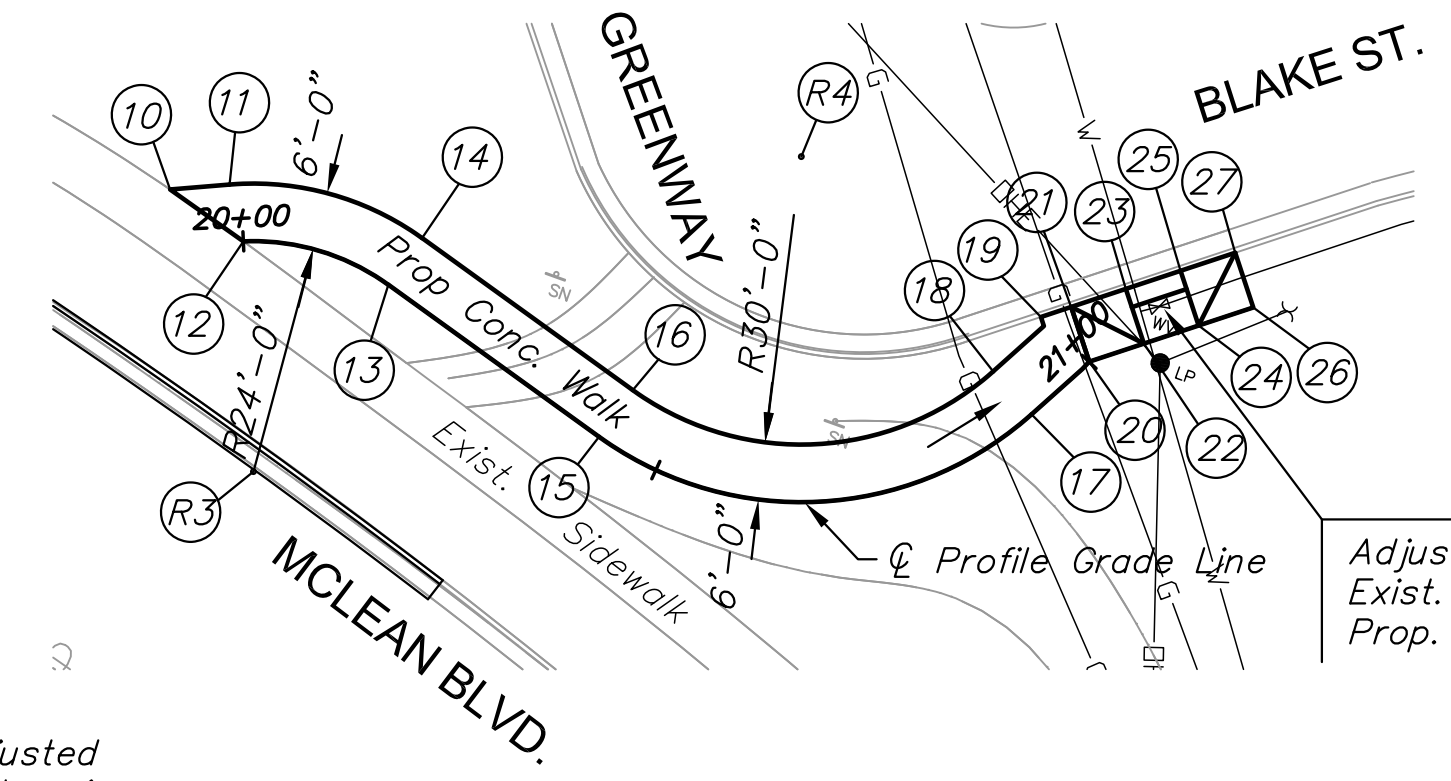 GREENWAY
BLAKE ST.
10
11
6'-0"
14
R4
G
W
25
27
20+00
Prop Conc. Walk
SN
R30'-0"
19
21
23
18
G
12
R24'-0"
13
16
21+00
W
LP
24
26
G
SN
Exist. Sidewalk
15
17
20
22
R3
6'-0"
℄ Profile Grade Line
W
G
MCLEAN BLVD.
Adjus
Exist.
Prop.
usted